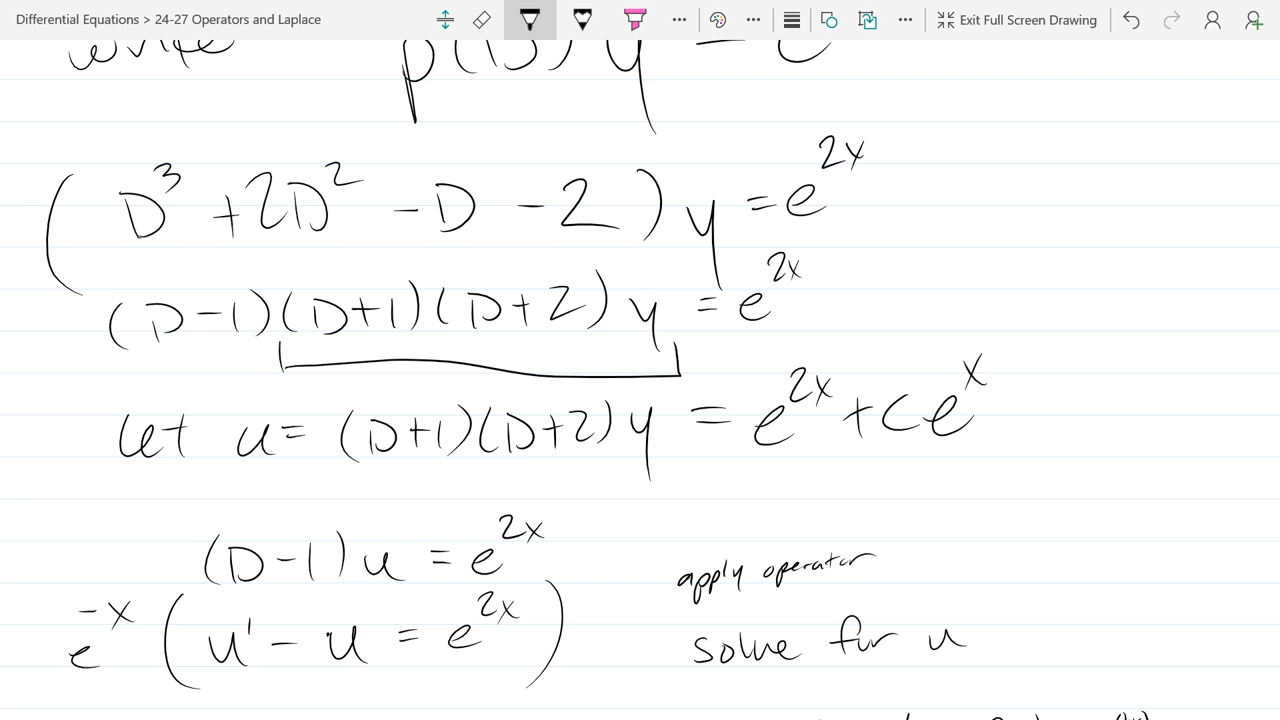 Differential Equations > 24-27 Operators and Laplace
Exit Full Screen Drawing
write p(D) y = e
(D³ + 2D² - D - 2) y = e^{2x}
(D-1)(D+1)(D+2) y = e^{2x}
let u = (D+1)(D+2) y = e^{2x} + Ce^{x}
(D-1) u = e^{2x}
apply operator
e^{-x} (u' - u = e^{2x})
solve for u